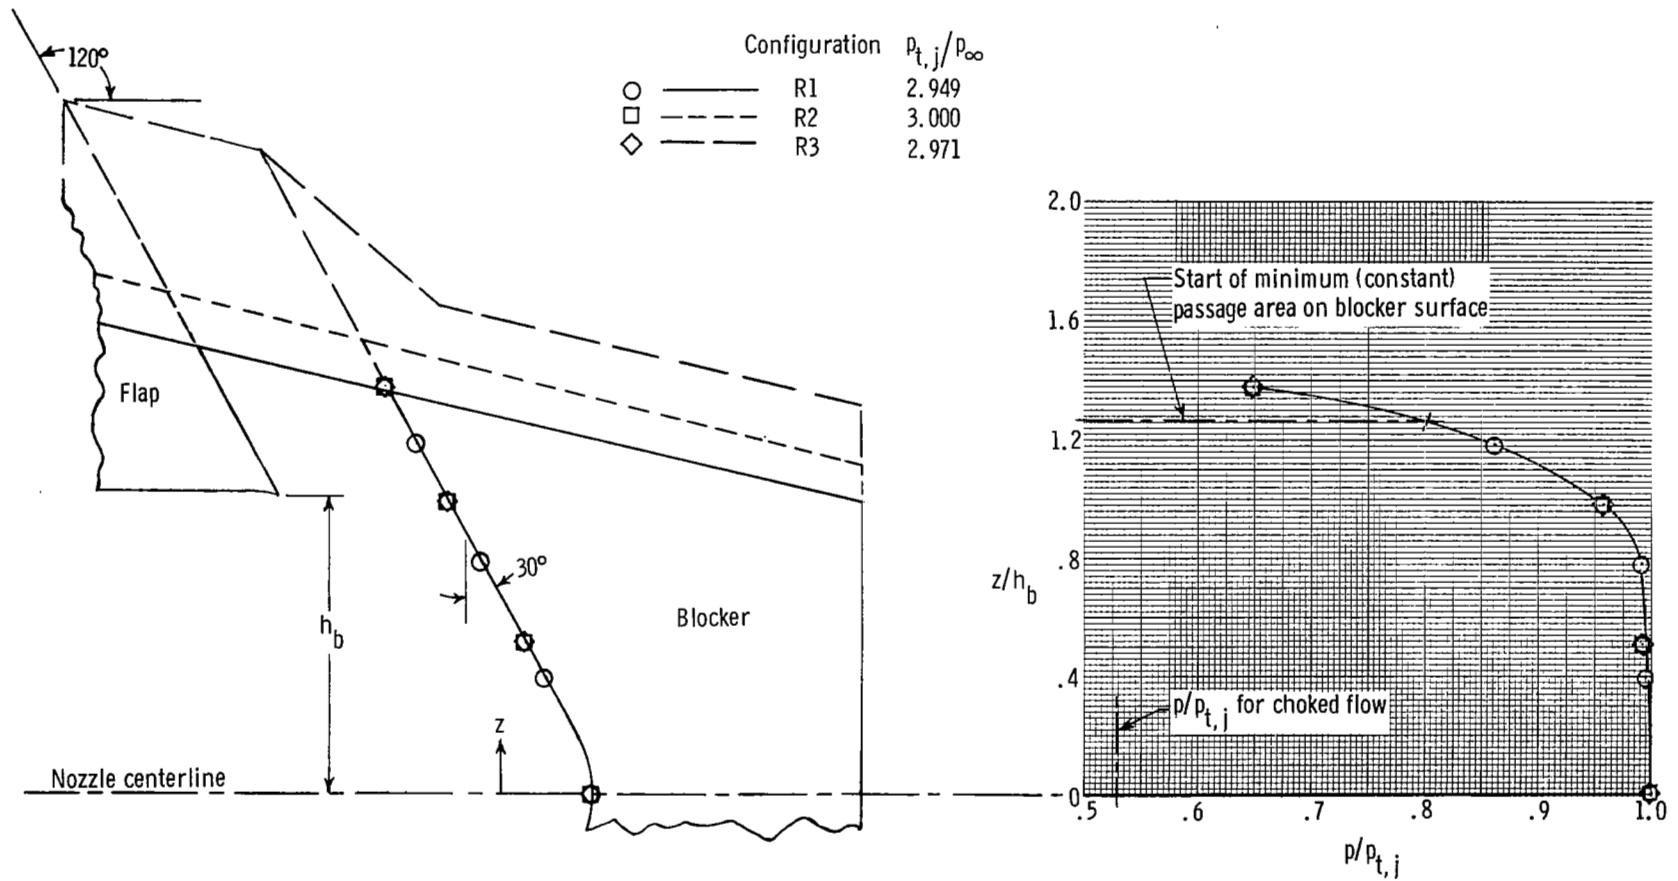 120°
Configuration p_{t,j}/p_∞
R1 2.949
R2 3.000
R3 2.971
Flap
h_b
30°
Blocker
z
Nozzle centerline
2.0
1.6
1.2
.8
.4
0
z/h_b
Start of minimum (constant)
passage area on blocker surface
p/p_{t,j} for choked flow
.5 .6 .7 .8 .9 1.0
p/p_{t,j}